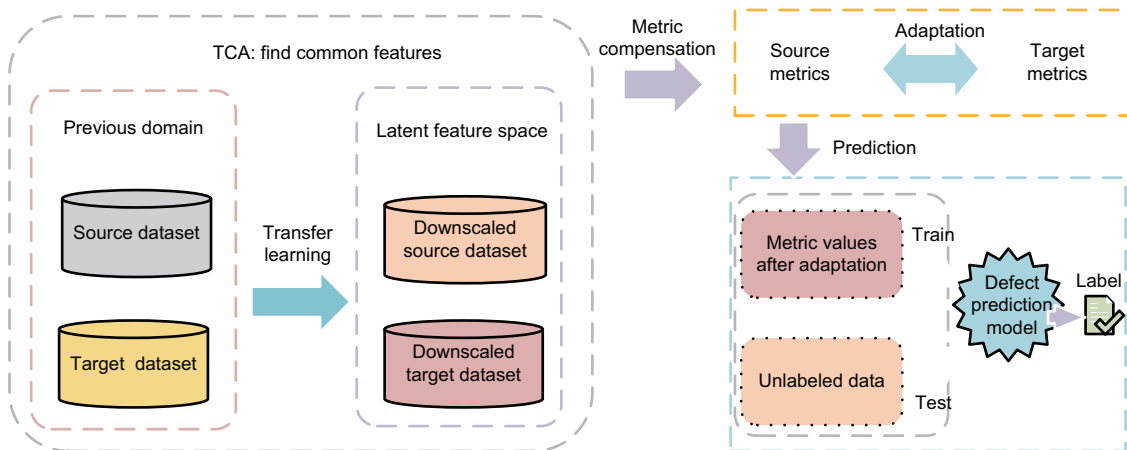 TCA: find common features
Previous domain
Source dataset
Target dataset
Transfer
learning
Latent feature space
Downscaled
source dataset
Downscaled
target dataset
Metric
compensation
Source
metrics
Adaptation
Target
metrics
Prediction
Metric values
after adaptation
Train
Unlabeled data
Test
Defect
prediction
model
Label